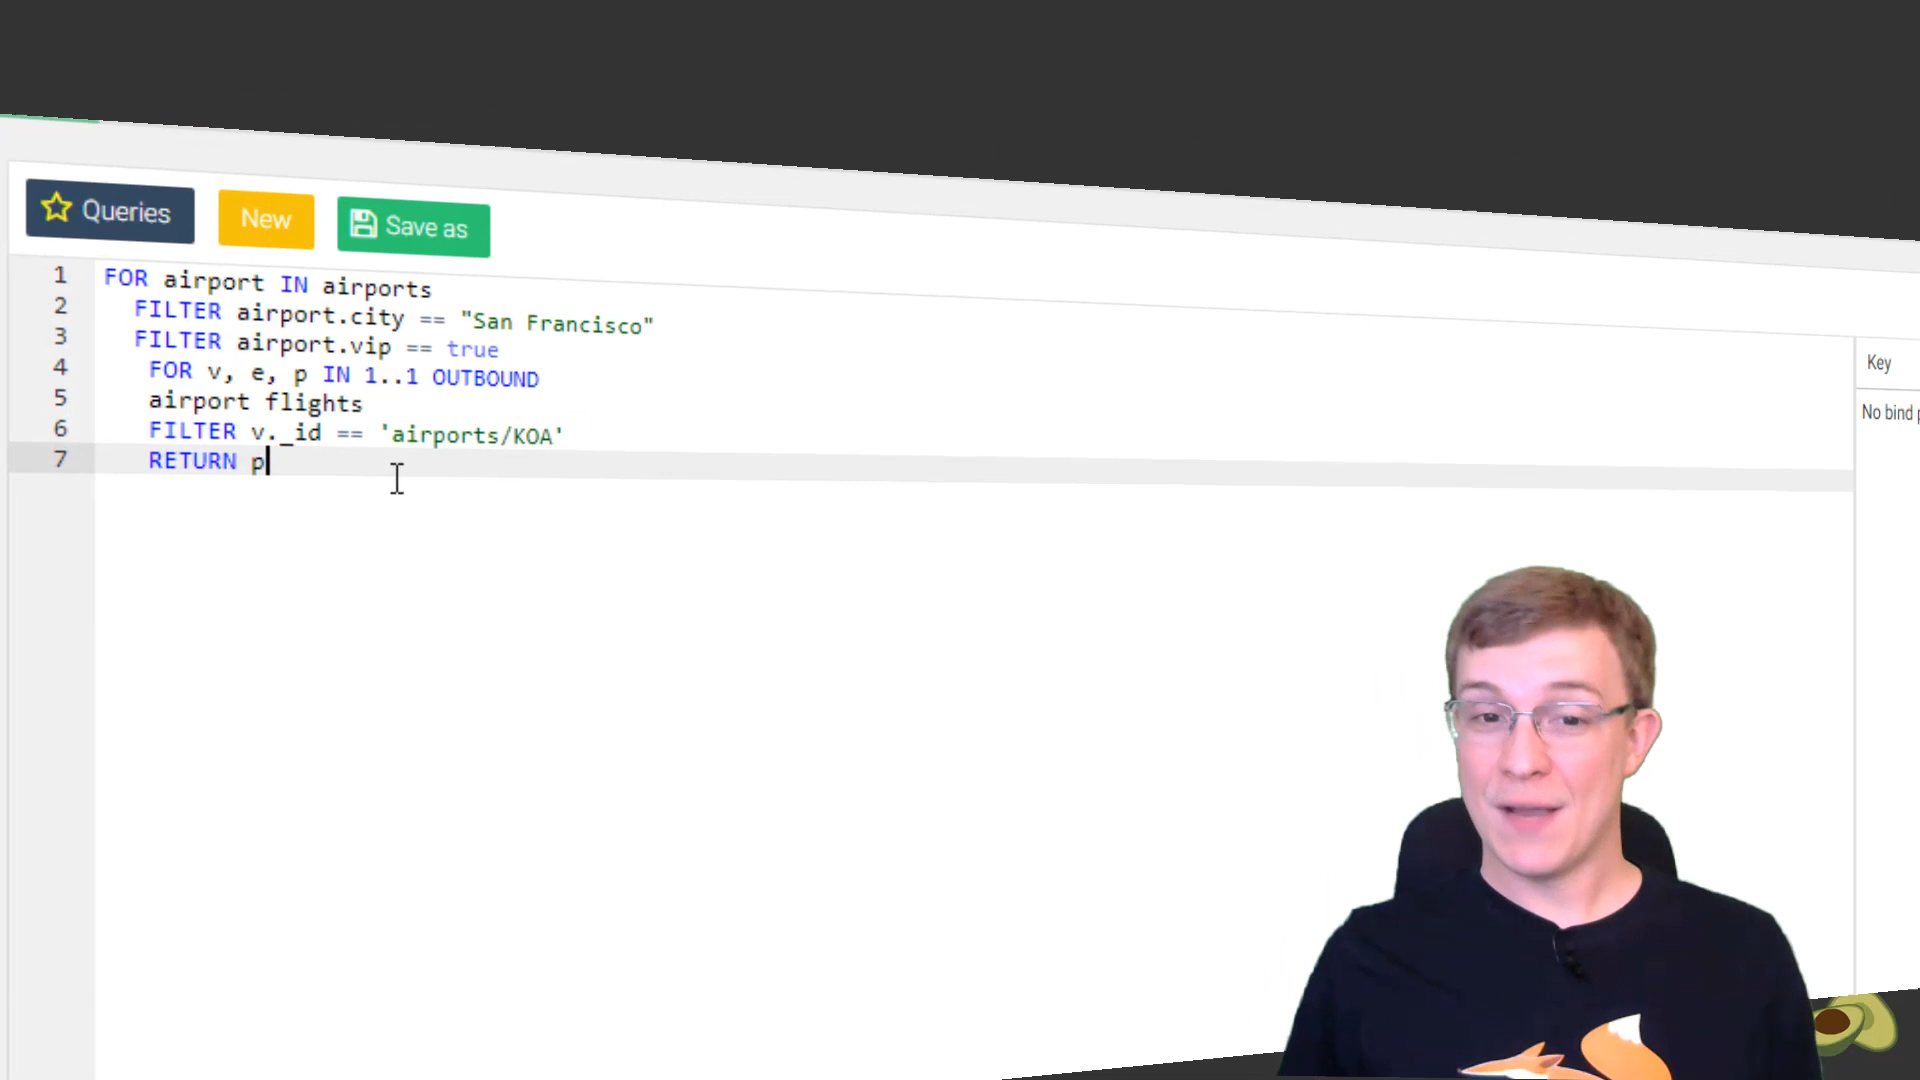 Queries New Save as
1 FOR airport IN airports
2 FILTER airport.city == "San Francisco"
3 FILTER airport.vip == true
4 FOR v, e, p IN 1..1 OUTBOUND
5 airport flights
6 FILTER v._id == 'airports/KOA'
7 RETURN p
Key
No bind